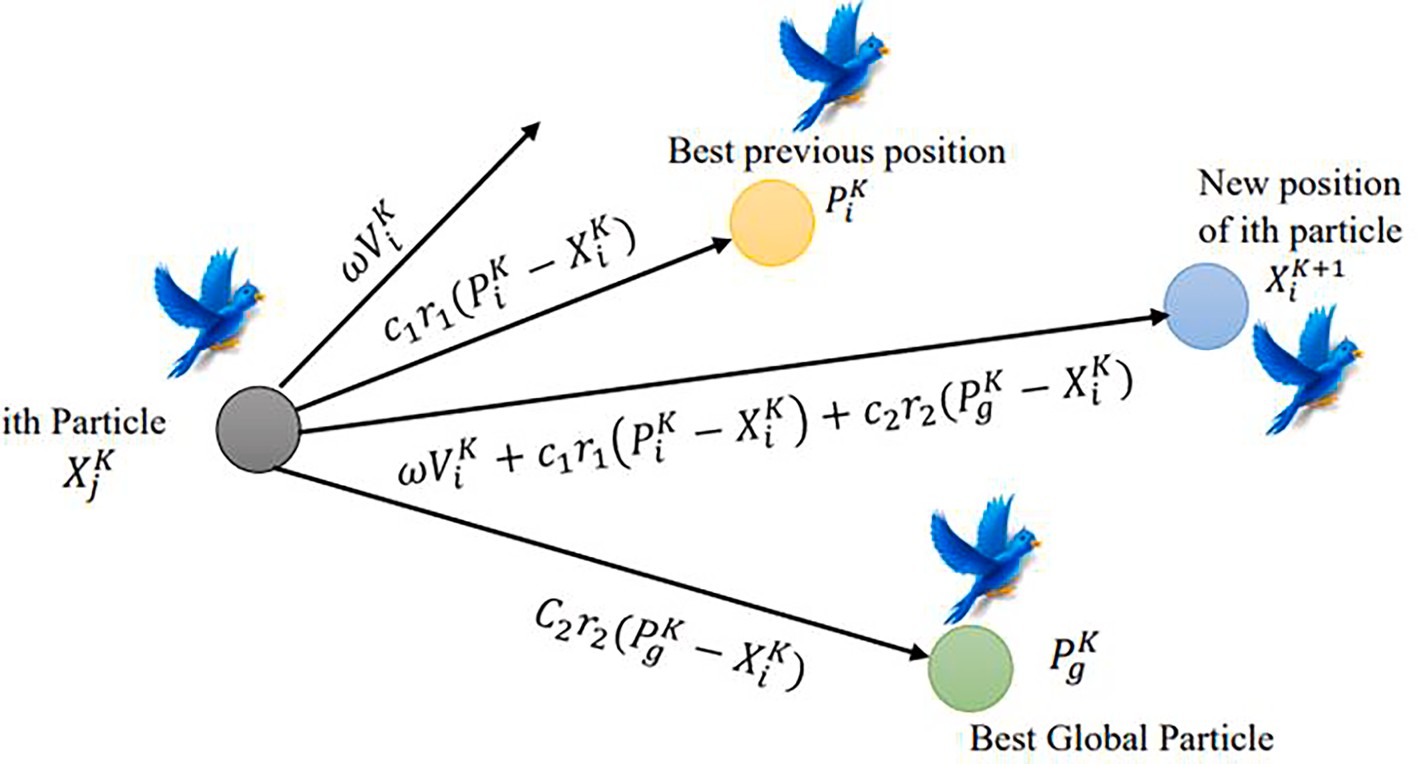 Best previous position
P_i^K
New position
of ith particle
X_i^{K+1}
ωV_i^K
c_1r_1(P_i^K − X_i^K)
ith Particle
X_j^K
ωV_i^K + c_1r_1(P_i^K − X_i^K) + c_2r_2(P_g^K − X_i^K)
C_2r_2(P_g^K − X_i^K)
P_g^K
Best Global Particle